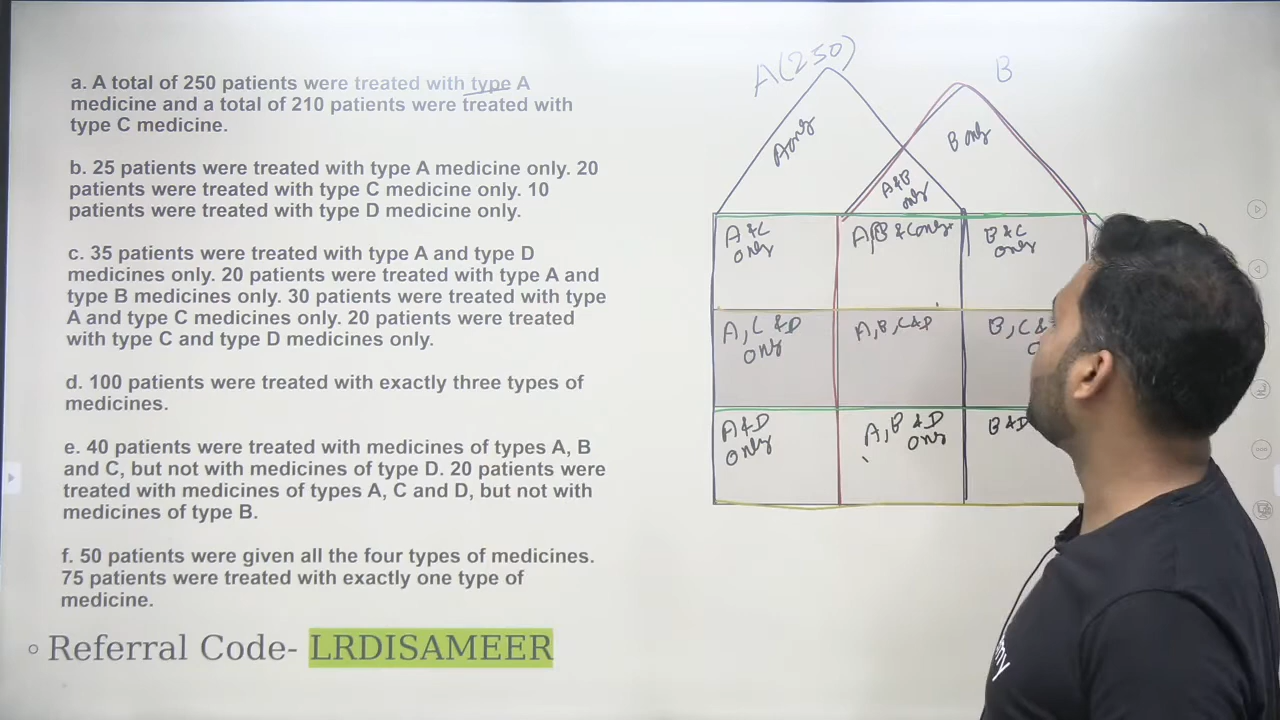 a. A total of 250 patients were treated with type A
medicine and a total of 210 patients were treated with
type C medicine.
b. 25 patients were treated with type A medicine only. 20
patients were treated with type C medicine only. 10
patients were treated with type D medicine only.
c. 35 patients were treated with type A and type D
medicines only. 20 patients were treated with type A and
type B medicines only. 30 patients were treated with type
A and type C medicines only. 20 patients were treated
with type C and type D medicines only.
d. 100 patients were treated with exactly three types of
medicines.
e. 40 patients were treated with medicines of types A, B
and C, but not with medicines of type D. 20 patients were
treated with medicines of types A, C and D, but not with
medicines of type B.
f. 50 patients were given all the four types of medicines.
75 patients were treated with exactly one type of
medicine.
Referral Code- LRDISAMEER
A(250)
B
A only
B only
A&B
only
A & C
only
A, B & C only
B & C
only
A, C & D
only
A, B, C & D
B, C &
A & D
only
A, B & D
only
B & D
my